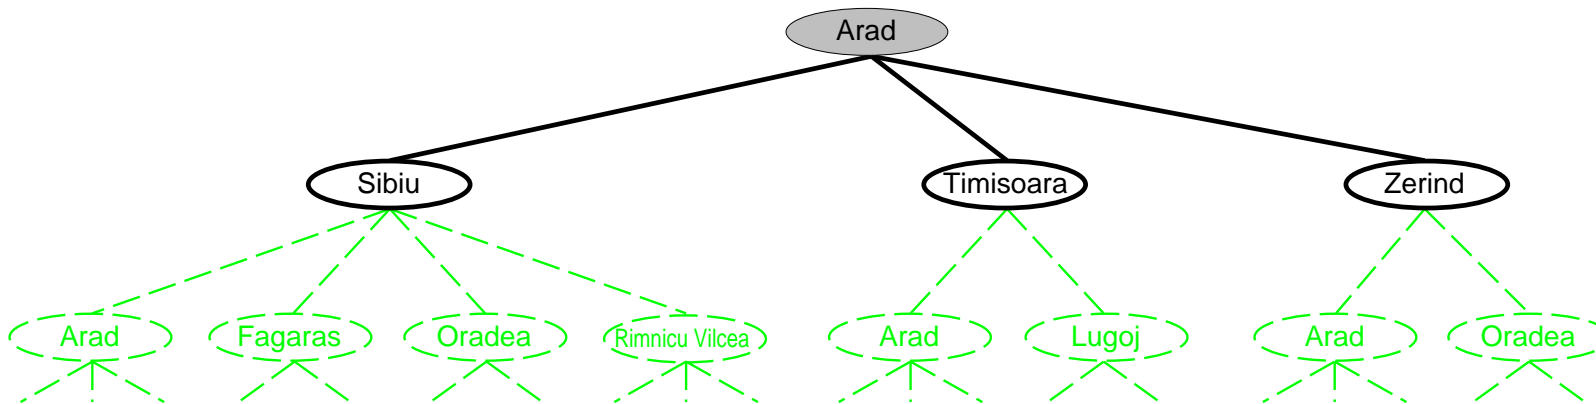 Arad
Sibiu
Timisoara
Zerind
Arad
Fagaras
Oradea
Rimnicu Vilcea
Arad
Lugoj
Arad
Oradea